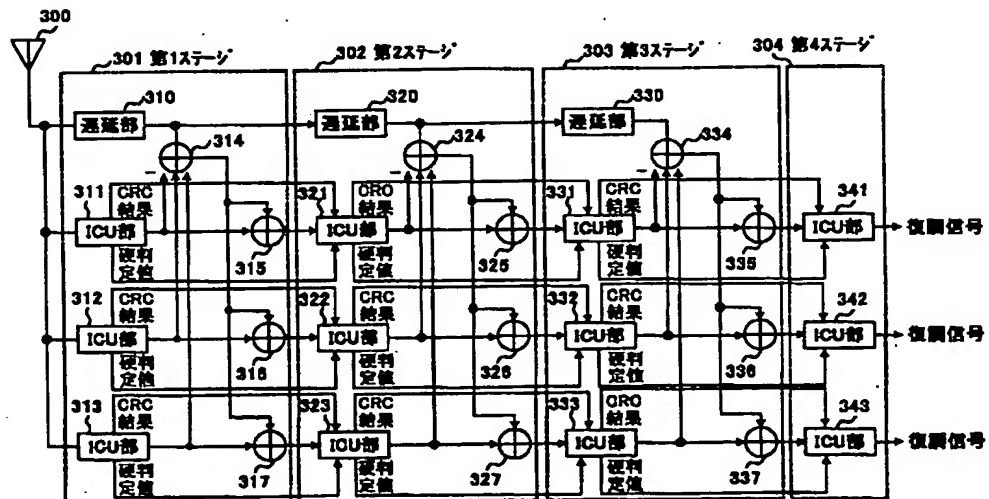 300
301 第1ステージ
302 第2ステージ
303 第3ステージ
304 第4ステージ
310
320
330
遅延部
遅延部
遅延部
314
324
334
311
CRC
結果
321
CRO
結果
331
CRC
結果
341
ICU部
ICU部
ICU部
ICU部
復調信号
硬判
定値
315
硬判
定値
325
硬判
定値
335
312
CRC
結果
322
CRC
結果
332
CRC
結果
342
ICU部
ICU部
ICU部
ICU部
復調信号
硬判
定値
316
硬判
定値
326
硬判
定値
336
313
CRC
結果
323
CRC
結果
333
CRO
結果
343
ICU部
ICU部
ICU部
ICU部
復調信号
硬判
定値
317
硬判
定値
327
硬判
定値
337